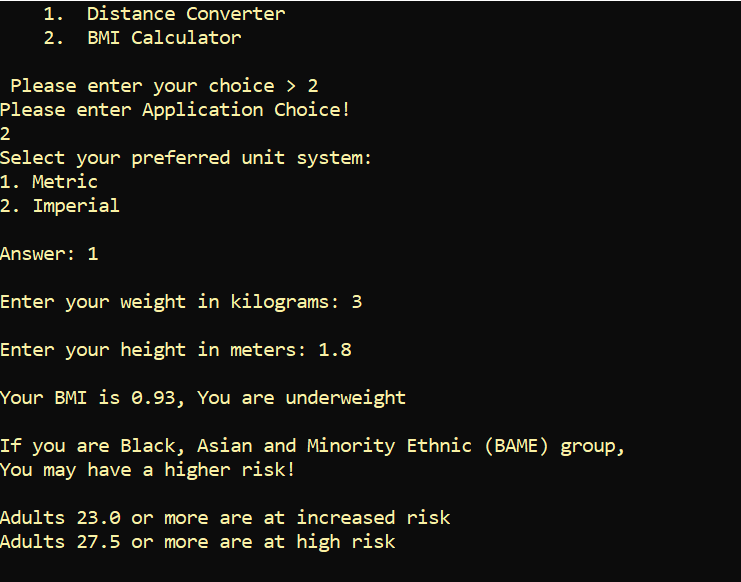 1. Distance Converter
2. BMI Calculator
Please enter your choice > 2
Please enter Application Choice!
2
Select your preferred unit system:
1. Metric
2. Imperial
Answer: 1
Enter your weight in kilograms: 3
Enter your height in meters: 1.8
Your BMI is 0.93, You are underweight
If you are Black, Asian and Minority Ethnic (BAME) group,
You may have a higher risk!
Adults 23.0 or more are at increased risk
Adults 27.5 or more are at high risk